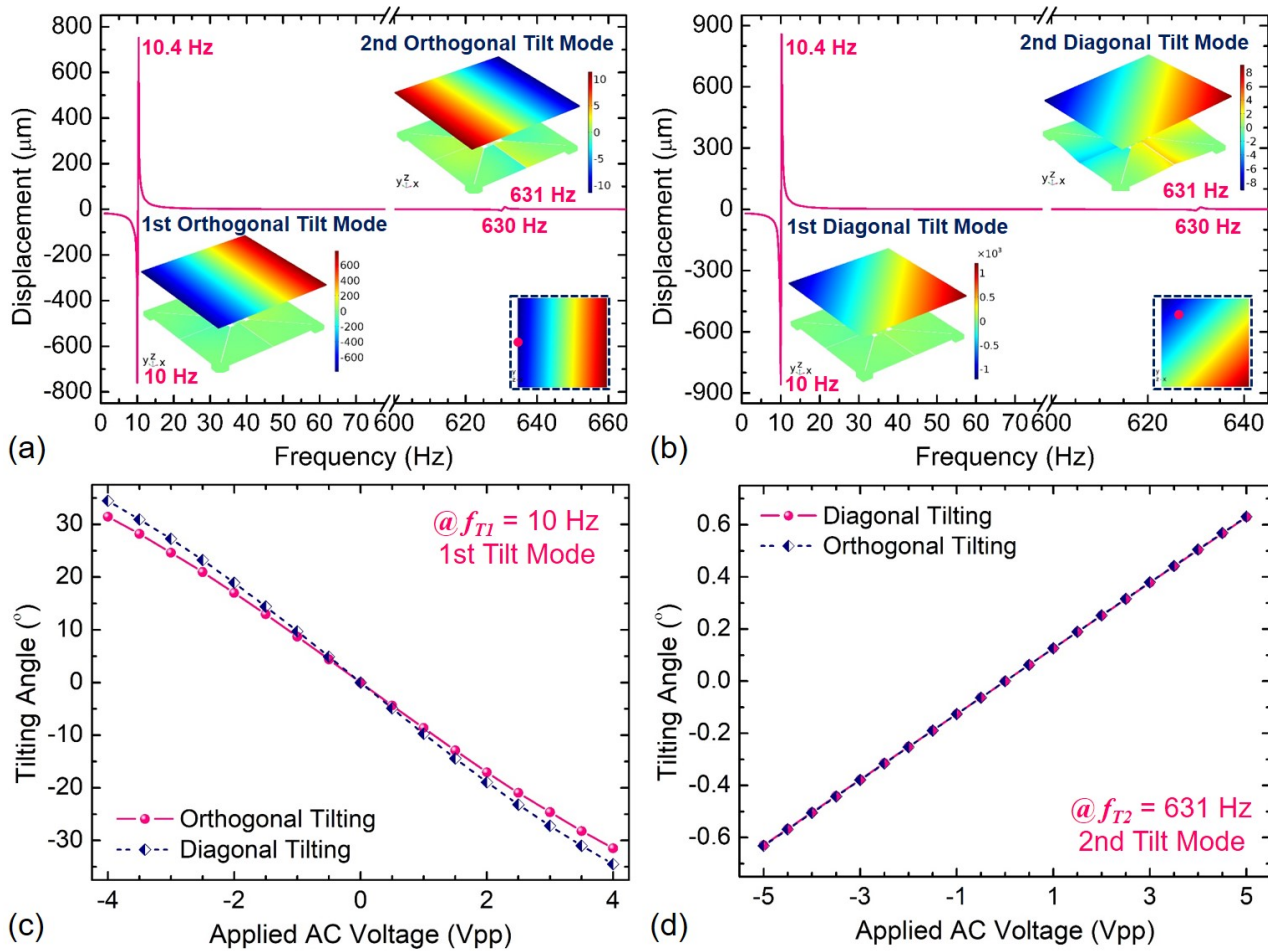 800
600
400
200
0
-200
-400
-600
-800
Displacement (μm)
10.4 Hz
2nd Orthogonal Tilt Mode
10
5
0
-5
-10
y z x
631 Hz
630 Hz
1st Orthogonal Tilt Mode
600
400
200
0
-200
-400
-600
y z x
10 Hz
0 10 20 30 40 50 60 70 620 640 660
Frequency (Hz)
(a)
900
600
300
0
-300
-600
-900
Displacement (μm)
10.4 Hz
2nd Diagonal Tilt Mode
8
6
4
2
0
-2
-4
-6
-8
y z x
631 Hz
630 Hz
1st Diagonal Tilt Mode
×10³
1
0.5
0
-0.5
-1
y z x
10 Hz
0 10 20 30 40 50 60 70 620 640
Frequency (Hz)
(b)
30
20
10
0
-10
-20
-30
Tilting Angle (°)
@ fT1 = 10 Hz
1st Tilt Mode
Orthogonal Tilting
Diagonal Tilting
-4 -2 0 2 4
Applied AC Voltage (Vpp)
(c)
0.6
0.4
0.2
0.0
-0.2
-0.4
-0.6
Tilting Angle (°)
Diagonal Tilting
Orthogonal Tilting
@ fT2 = 631 Hz
2nd Tilt Mode
-5 -3 -1 1 3 5
Applied AC Voltage (Vpp)
(d)